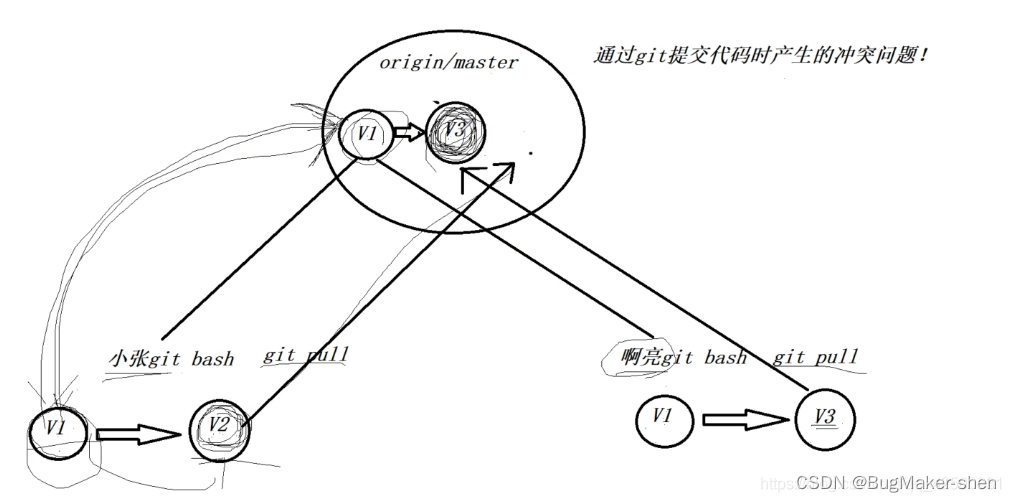 origin/master
通过git提交代码时产生的冲突问题!
V1
V3
小张git bash
git pull
啊亮git bash
git pull
V1
V2
V1
V3
CSDN @BugMaker-shen